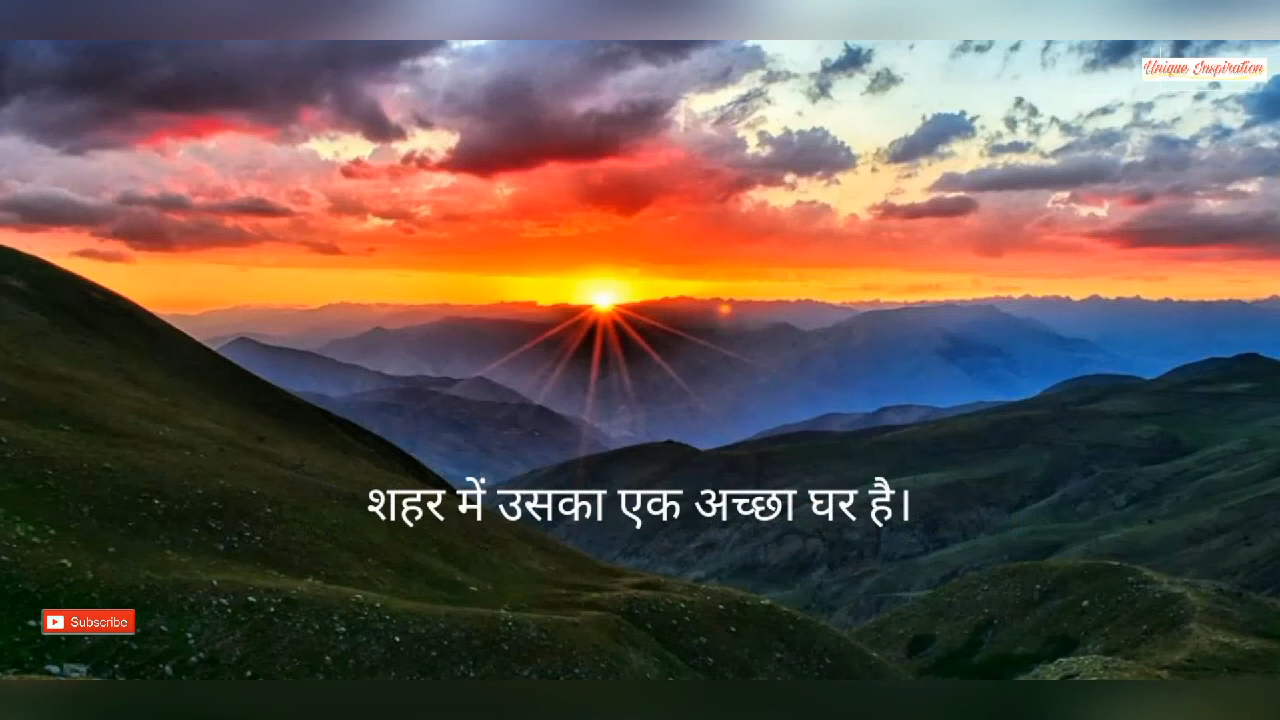 Unique Inspiration
शहर में उसका एक अच्छा घर है।
Subscribe